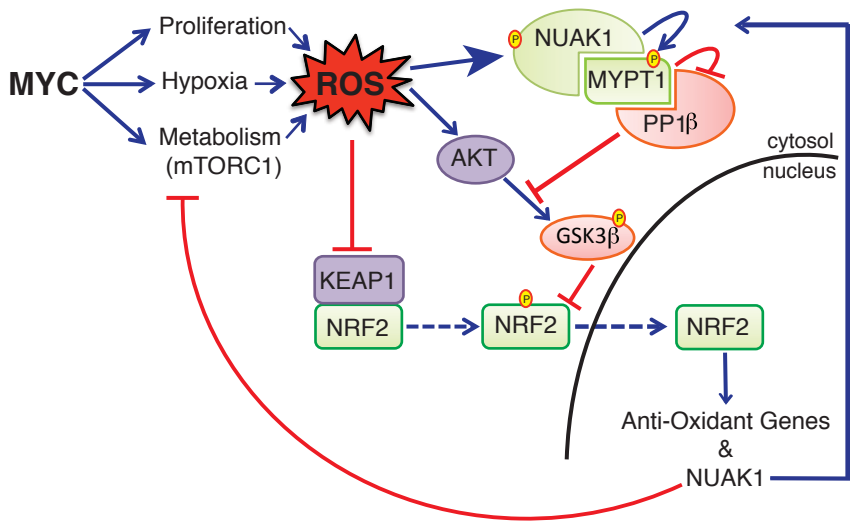 Proliferation
MYC
Hypoxia
Metabolism
(mTORC1)
ROS
P
NUAK1
P
MYPT1
PP1β
cytosol
nucleus
AKT
P
GSK3β
KEAP1
NRF2
P
NRF2
NRF2
Anti-Oxidant Genes
&
NUAK1